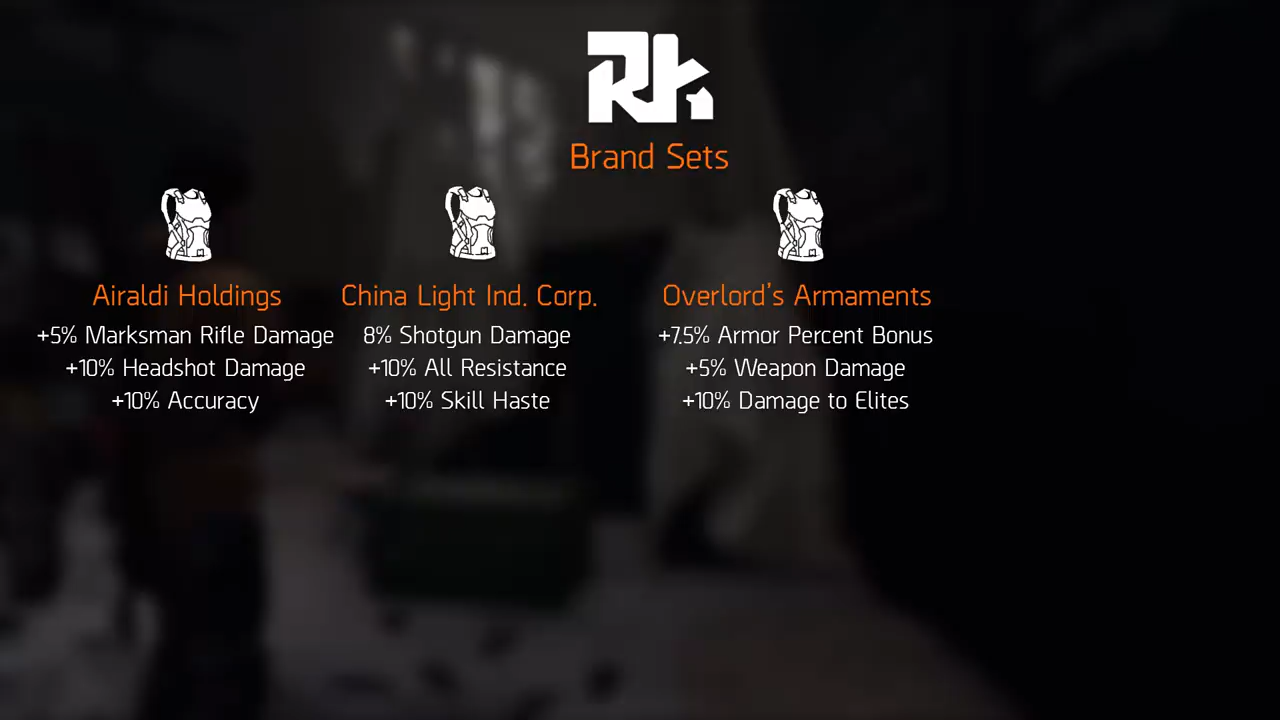 Rk
Brand Sets
Airaldi Holdings
+5% Marksman Rifle Damage
+10% Headshot Damage
+10% Accuracy
China Light Ind. Corp.
8% Shotgun Damage
+10% All Resistance
+10% Skill Haste
Overlord's Armaments
+7.5% Armor Percent Bonus
+5% Weapon Damage
+10% Damage to Elites